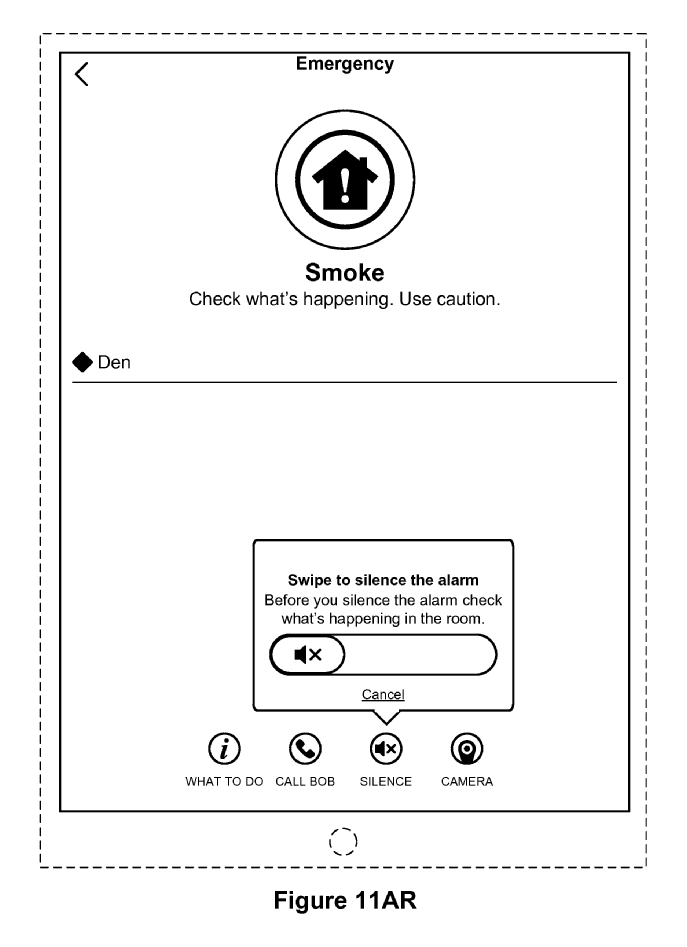 Emergency
Smoke
Check what's happening. Use caution.
Den
Swipe to silence the alarm
Before you silence the alarm check
what's happening in the room.
Cancel
WHAT TO DO CALL BOB SILENCE CAMERA
Figure 11AR